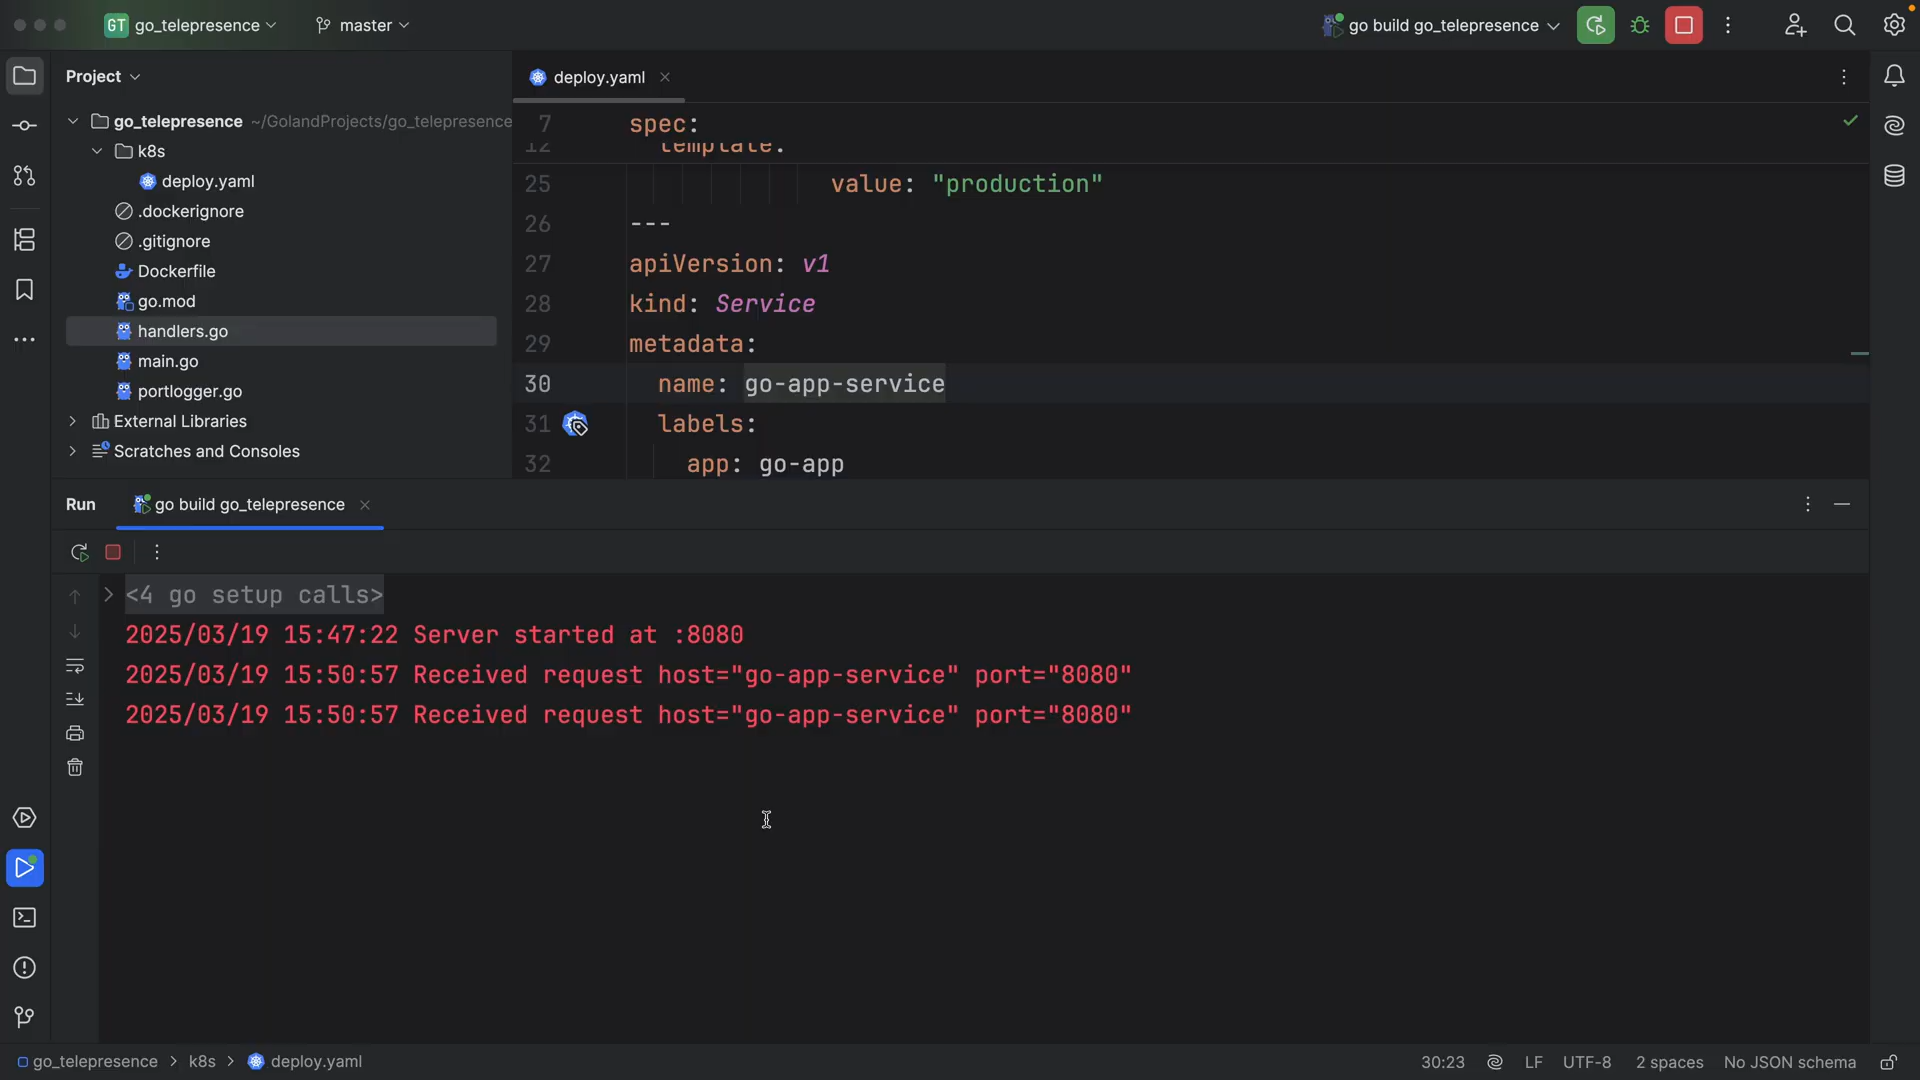 GT go_telepresence
master
go build go_telepresence
Project
go_telepresence ~/GolandProjects/go_telepresence
k8s
deploy.yaml
.dockerignore
.gitignore
Dockerfile
go.mod
handlers.go
main.go
portlogger.go
External Libraries
Scratches and Consoles
deploy.yaml
7 spec:
12 template:
25 value: "production"
26 ---
27 apiVersion: v1
28 kind: Service
29 metadata:
30 name: go-app-service
31 labels:
32 app: go-app
Run go build go_telepresence
<4 go setup calls>
2025/03/19 15:47:22 Server started at :8080
2025/03/19 15:50:57 Received request host="go-app-service" port="8080"
2025/03/19 15:50:57 Received request host="go-app-service" port="8080"
go_telepresence > k8s > deploy.yaml
30:23 LF UTF-8 2 spaces No JSON schema